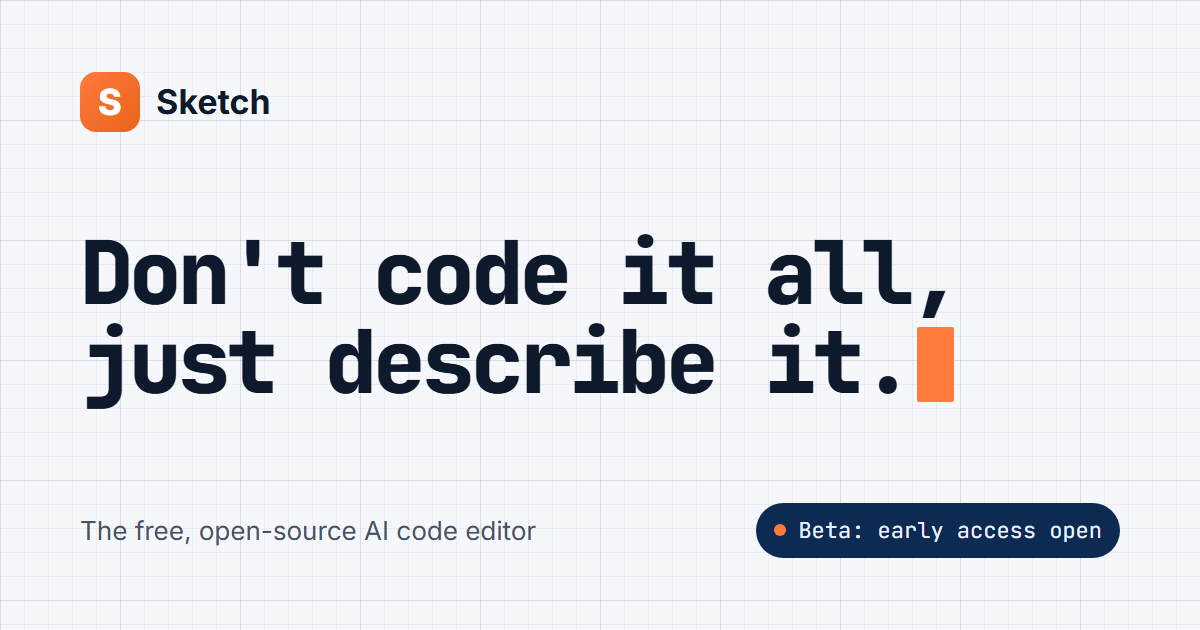 S Sketch
Don't code it all,
just describe it.
The free, open-source AI code editor
Beta: early access open